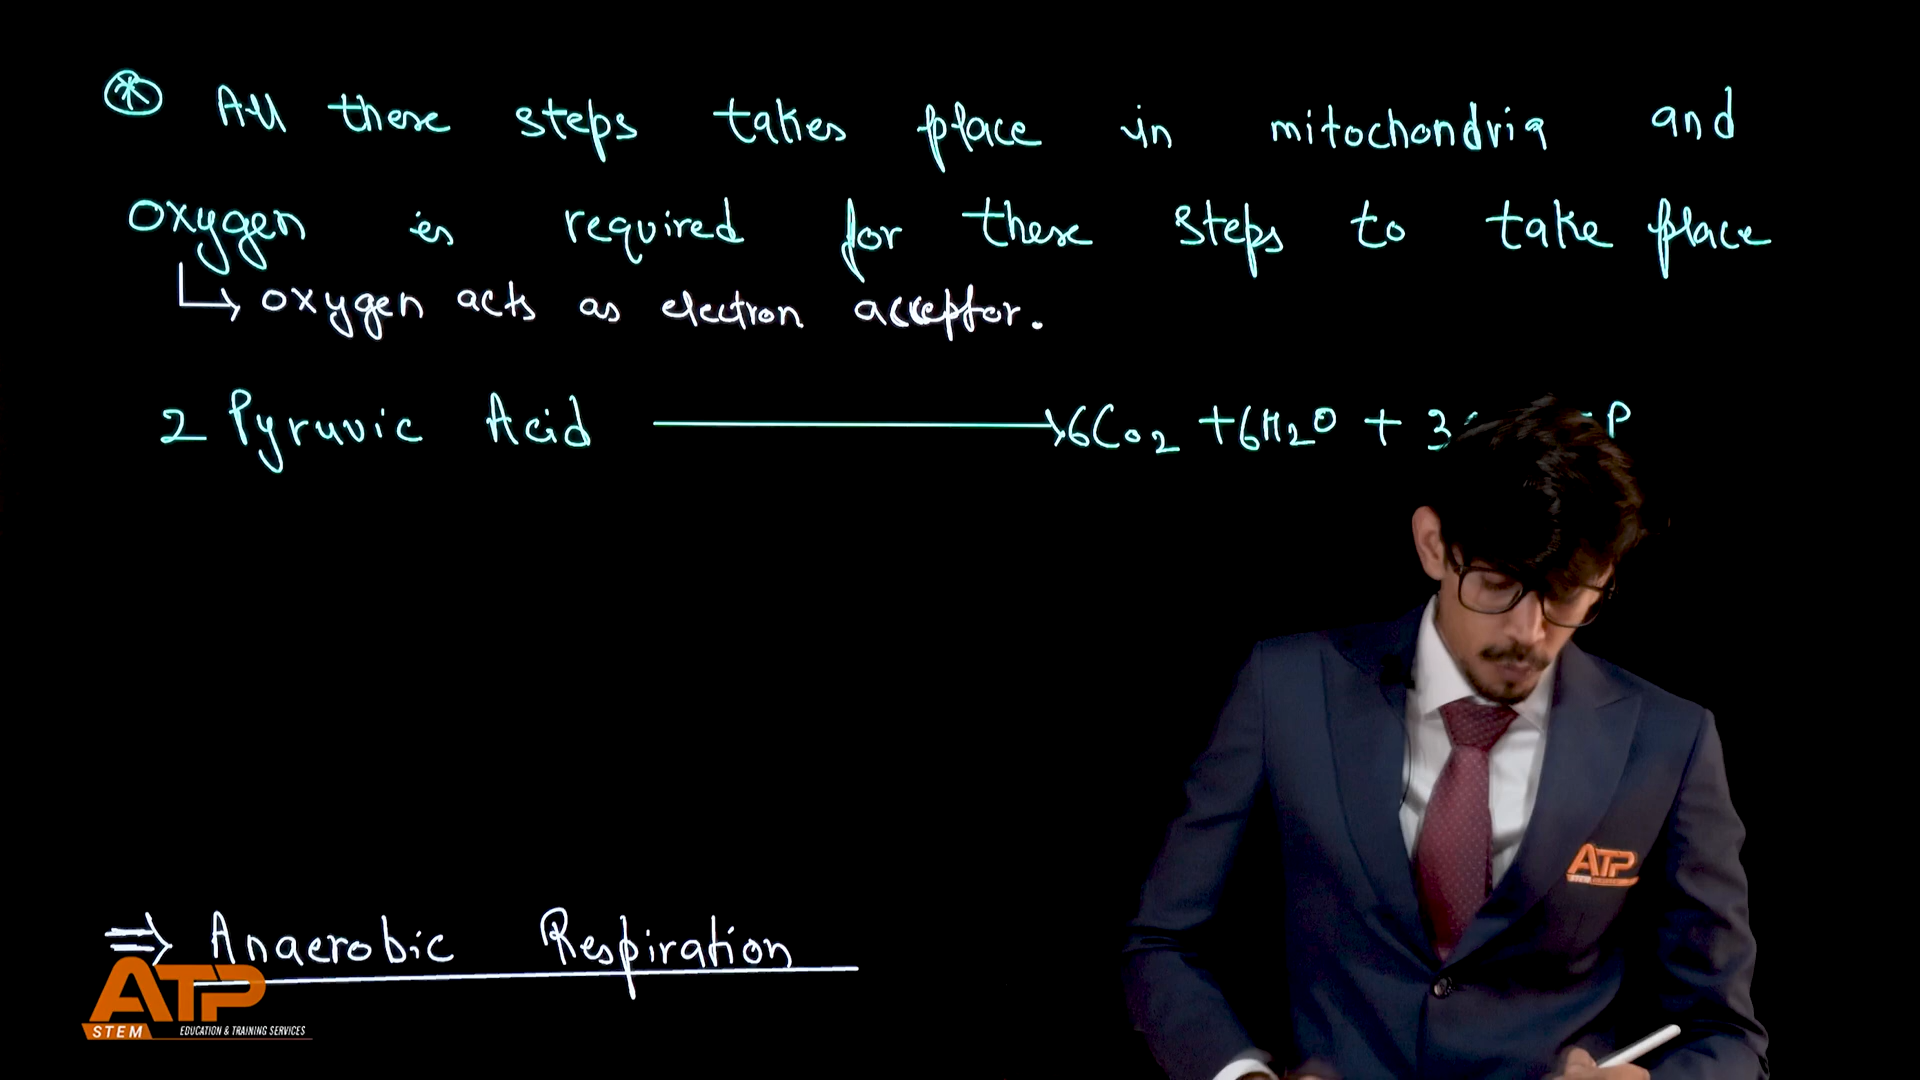 All these steps takes place in mitochondria and
oxygen is required for these steps to take place
oxygen acts as electron acceptor.
2 Pyruvic Acid → 6CO2 + 6H2O + 3 P
⇒ Anaerobic Respiration
ATP
STEM EDUCATION & TRAINING SERVICES
ATP